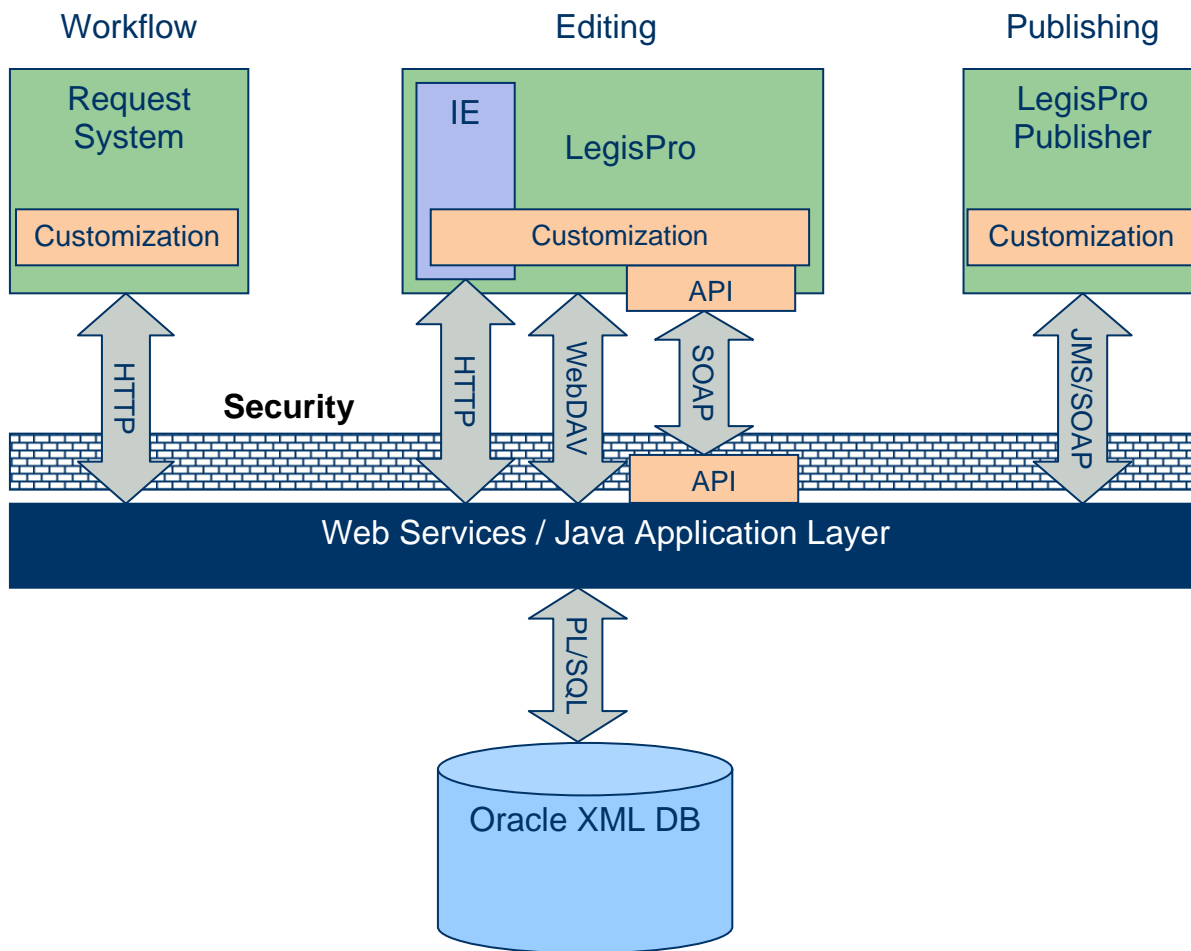 Workflow
Editing
Publishing
Request
System
IE
LegisPro
LegisPro
Publisher
Customization
Customization
Customization
API
HTTP
HTTP
WebDAV
SOAP
JMS/SOAP
Security
API
Web Services / Java Application Layer
PL/SQL
Oracle XML DB